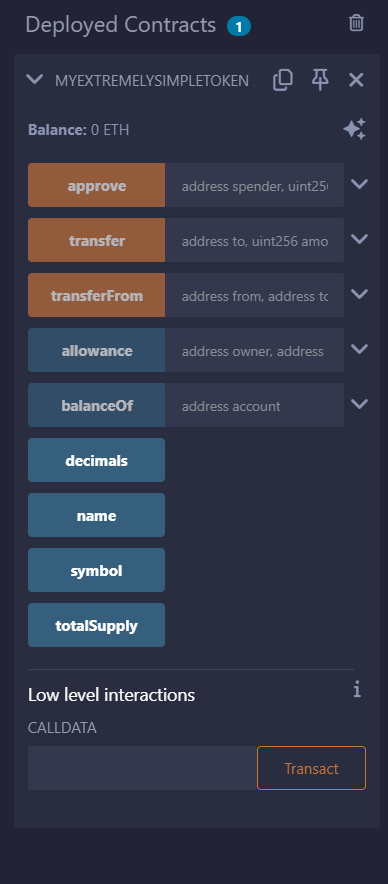 Deployed Contracts 1
MYEXTREMELYSIMPLETOKEN
Balance: 0 ETH
approve address spender, uint256
transfer address to, uint256 amo
transferFrom address from, address to
allowance address owner, address
balanceOf address account
decimals
name
symbol
totalSupply
Low level interactions
i
CALLDATA
Transact